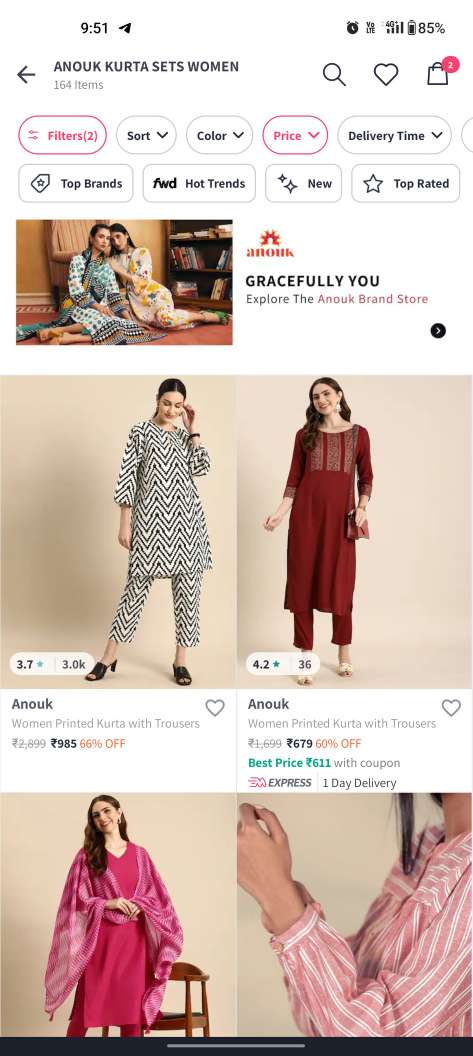 9:51
Vo LTE 4G+ 85%
ANOUK KURTA SETS WOMEN
164 Items
2
Filters(2) Sort Color Price Delivery Time
Top Brands fwd Hot Trends New Top Rated
anouk
GRACEFULLY YOU
Explore The Anouk Brand Store
3.7 3.0k
4.2 36
Anouk
Women Printed Kurta with Trousers
₹2,899 ₹985 66% OFF
Anouk
Women Printed Kurta with Trousers
₹1,699 ₹679 60% OFF
Best Price ₹611 with coupon
EXPRESS 1 Day Delivery